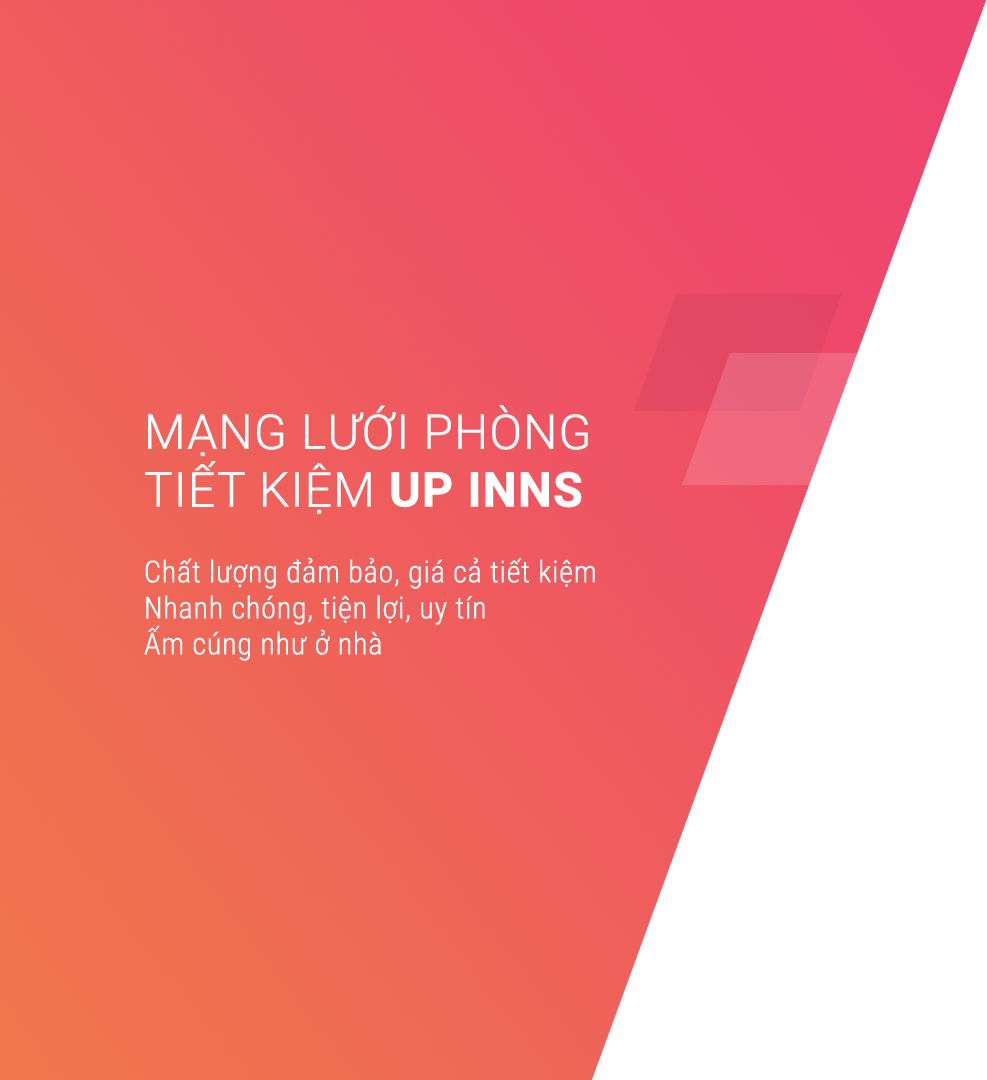 MẠNG LƯỚI PHÒNG
TIẾT KIỆM UP INNS
Chất lượng đảm bảo, giá cả tiết kiệm
Nhanh chóng, tiện lợi, uy tín
Ấm cúng như ở nhà